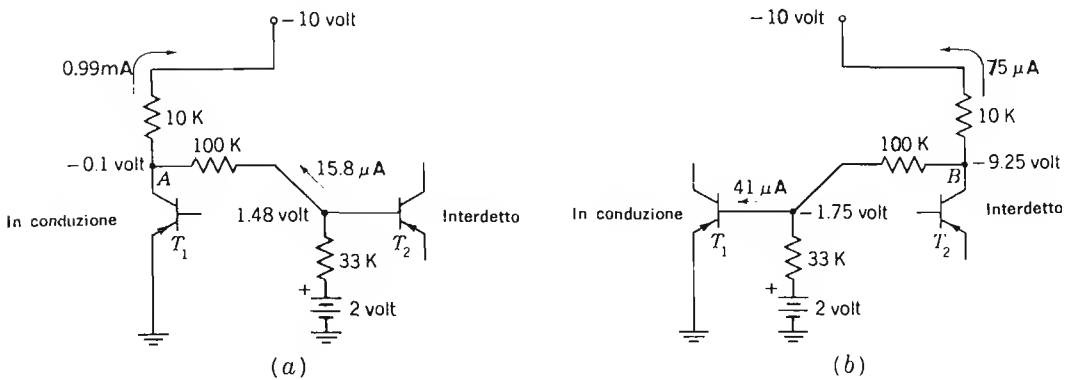 − 10 volt
0.99 mA
10 K
100 K
− 0.1 volt
A
15.8 μA
In conduzione
1.48 volt
Interdetto
T1
T2
33 K
+
2 volt
(a)
− 10 volt
75 μA
10 K
100 K
− 9.25 volt
B
41 μA
In conduzione
− 1.75 volt
Interdetto
T1
T2
33 K
+
2 volt
(b)